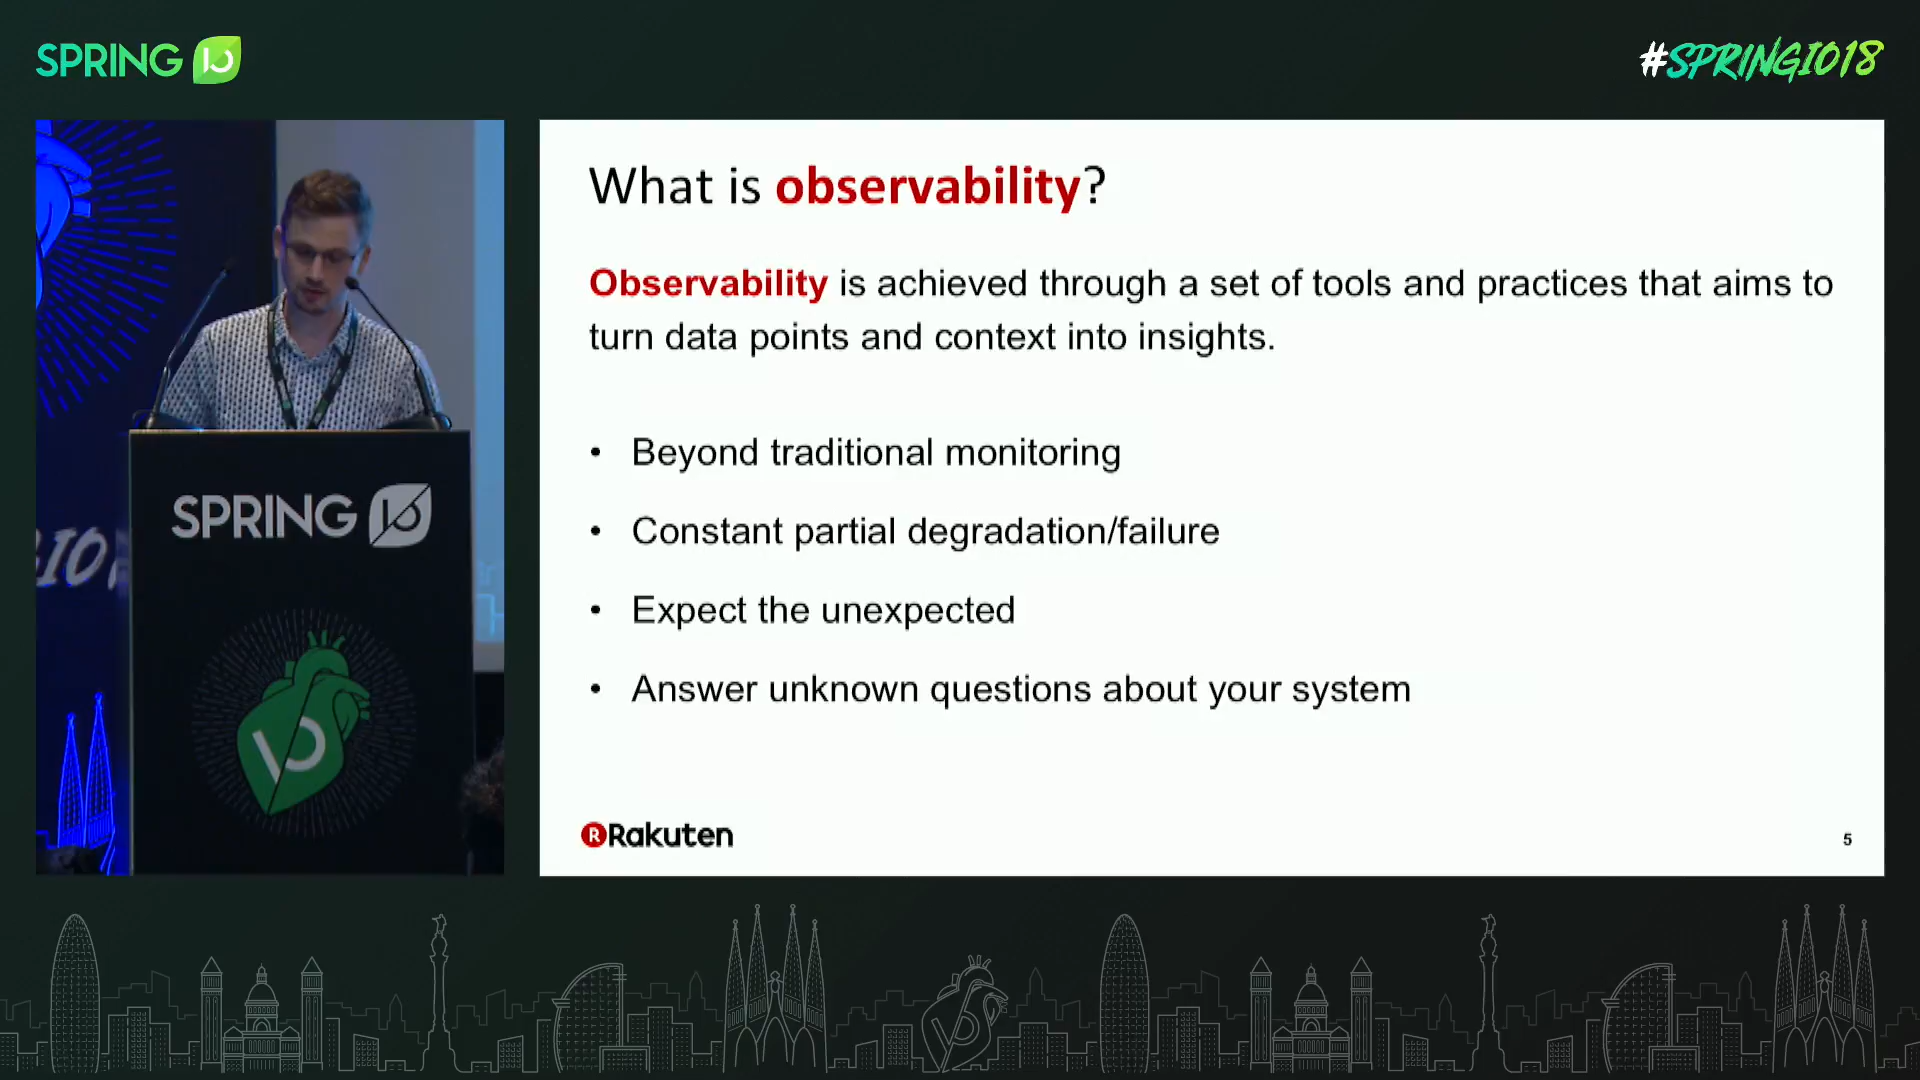 SPRING IO
#SPRINGIO18
What is observability?
Observability is achieved through a set of tools and practices that aims to
turn data points and context into insights.
• Beyond traditional monitoring
• Constant partial degradation/failure
• Expect the unexpected
• Answer unknown questions about your system
Rakuten
5
SPRING IO